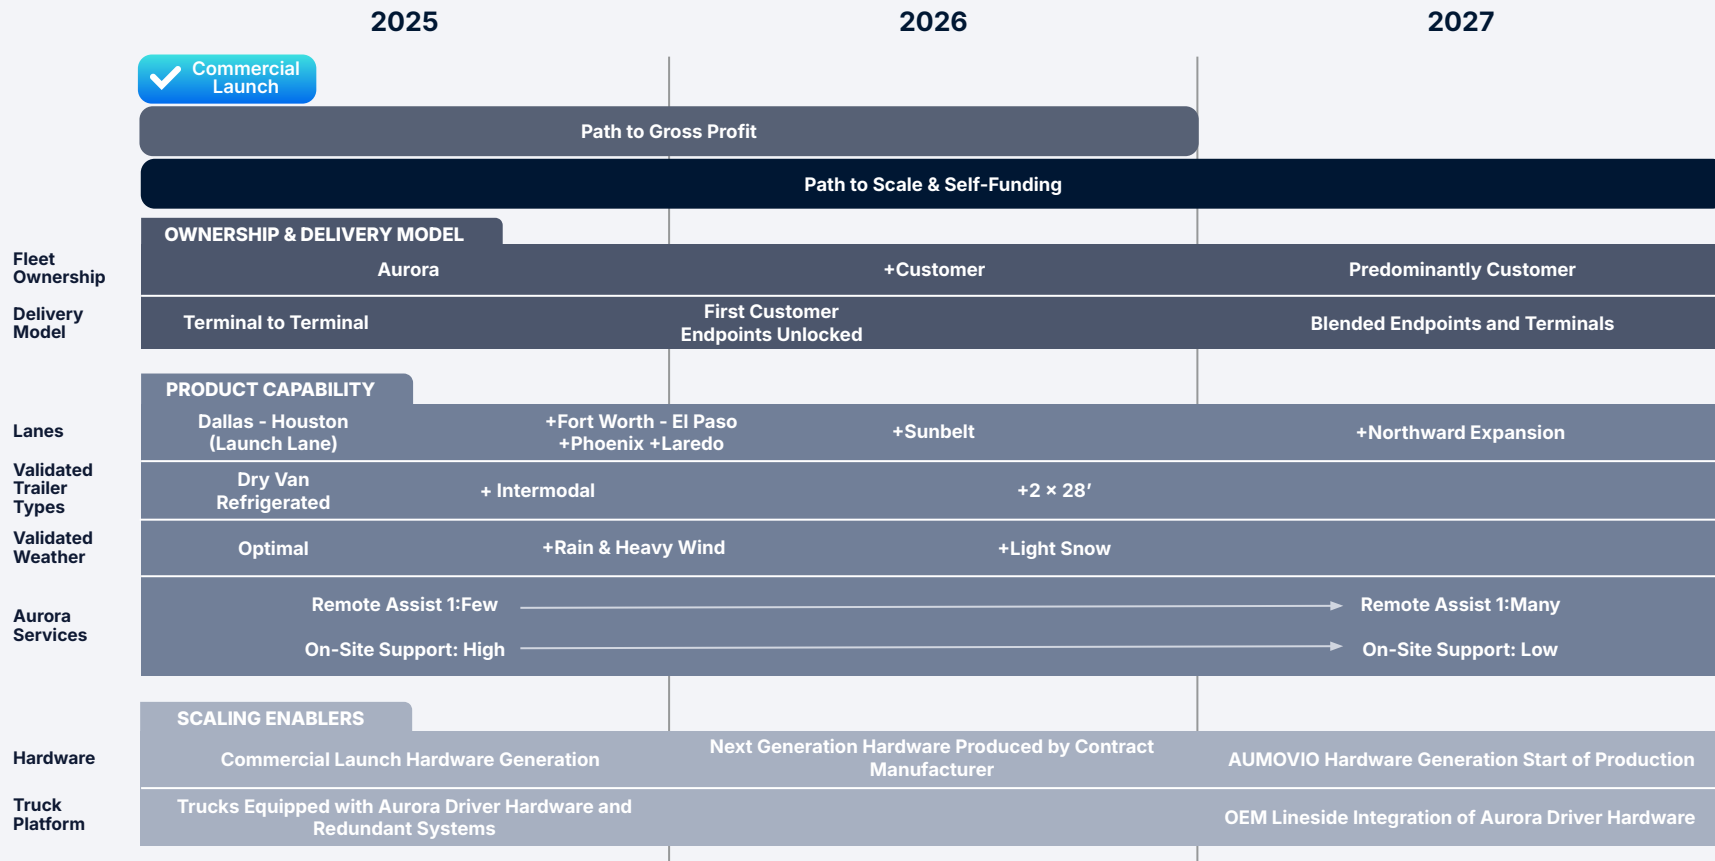 2025
2026
2027
Commercial
Launch
Path to Gross Profit
Path to Scale & Self-Funding
OWNERSHIP & DELIVERY MODEL
Fleet
Ownership
Aurora
+Customer
Predominantly Customer
Delivery
Model
Terminal to Terminal
First Customer
Endpoints Unlocked
Blended Endpoints and Terminals
PRODUCT CAPABILITY
Lanes
Dallas - Houston
(Launch Lane)
+Fort Worth - El Paso
+Phoenix +Laredo
+Sunbelt
+Northward Expansion
Validated
Trailer
Types
Dry Van
Refrigerated
+ Intermodal
+2 × 28’
Validated
Weather
Optimal
+Rain & Heavy Wind
+Light Snow
Aurora
Services
Remote Assist 1:Few
Remote Assist 1:Many
On-Site Support: High
On-Site Support: Low
SCALING ENABLERS
Hardware
Commercial Launch Hardware Generation
Next Generation Hardware Produced by Contract
Manufacturer
AUMOVIO Hardware Generation Start of Production
Truck
Platform
Trucks Equipped with Aurora Driver Hardware and
Redundant Systems
OEM Lineside Integration of Aurora Driver Hardware